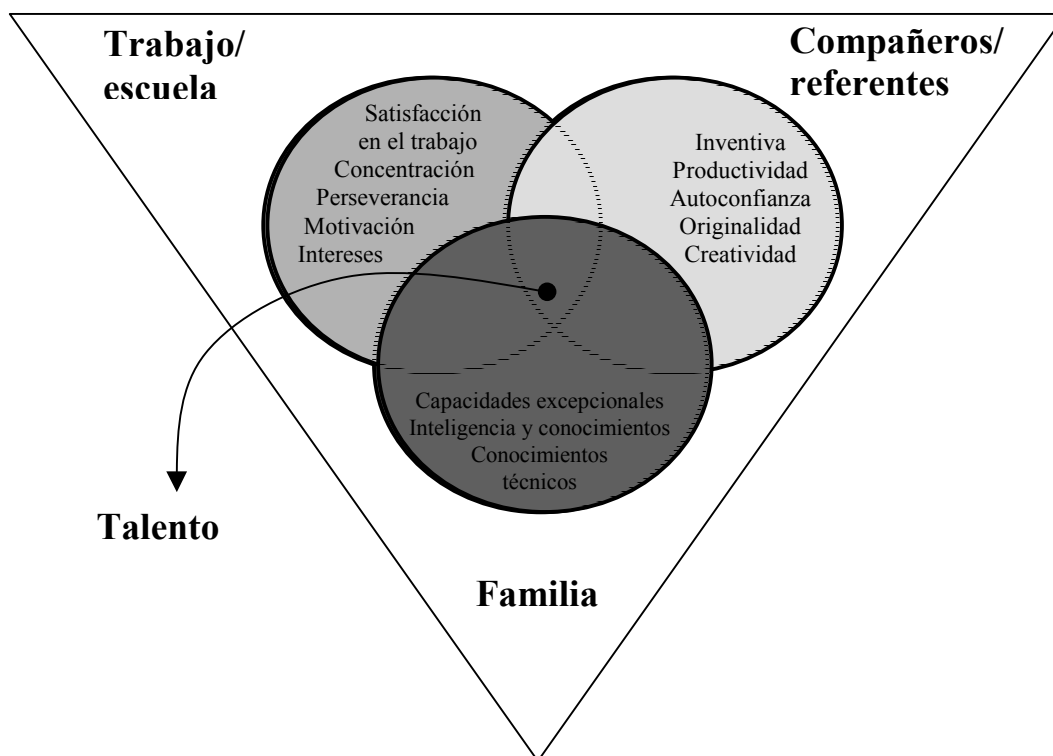 Trabajo/
escuela
Compañeros/
referentes
Satisfacción
en el trabajo
Concentración
Perseverancia
Motivación
Intereses
Inventiva
Productividad
Autoconfianza
Originalidad
Creatividad
Capacidades excepcionales
Inteligencia y conocimientos
Conocimientos
técnicos
Talento
Familia